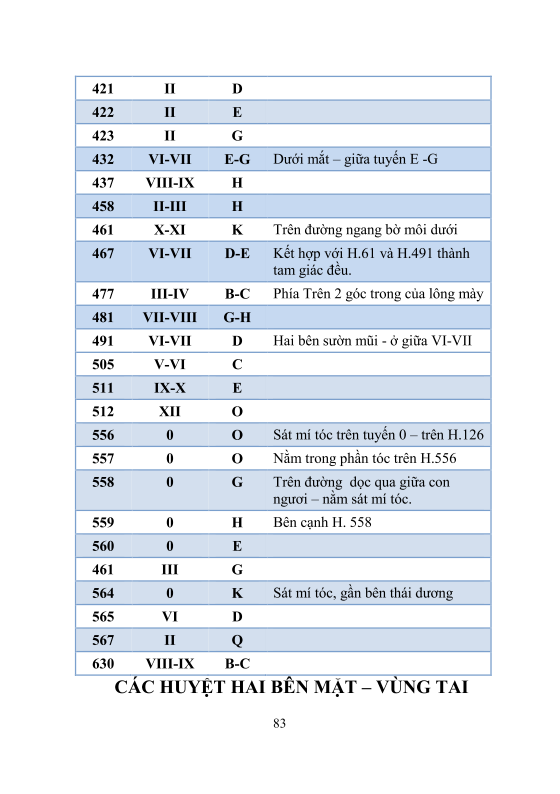 421 II D
422 II E
423 II G
432 VI-VII E-G Dưới mắt – giữa tuyến E -G
437 VIII-IX H
458 II-III H
461 X-XI K Trên đường ngang bờ môi dưới
467 VI-VII D-E Kết hợp với H.61 và H.491 thành
tam giác đều.
477 III-IV B-C Phía Trên 2 góc trong của lông mày
481 VII-VIII G-H
491 VI-VII D Hai bên sườn mũi - ở giữa VI-VII
505 V-VI C
511 IX-X E
512 XII O
556 0 O Sát mí tóc trên tuyến 0 – trên H.126
557 0 O Nằm trong phần tóc trên H.556
558 0 G Trên đường dọc qua giữa con
ngươi – nằm sát mí tóc.
559 0 H Bên cạnh H. 558
560 0 E
461 III G
564 0 K Sát mí tóc, gần bên thái dương
565 VI D
567 II Q
630 VIII-IX B-C
CÁC HUYỆT HAI BÊN MẶT – VÙNG TAI
83